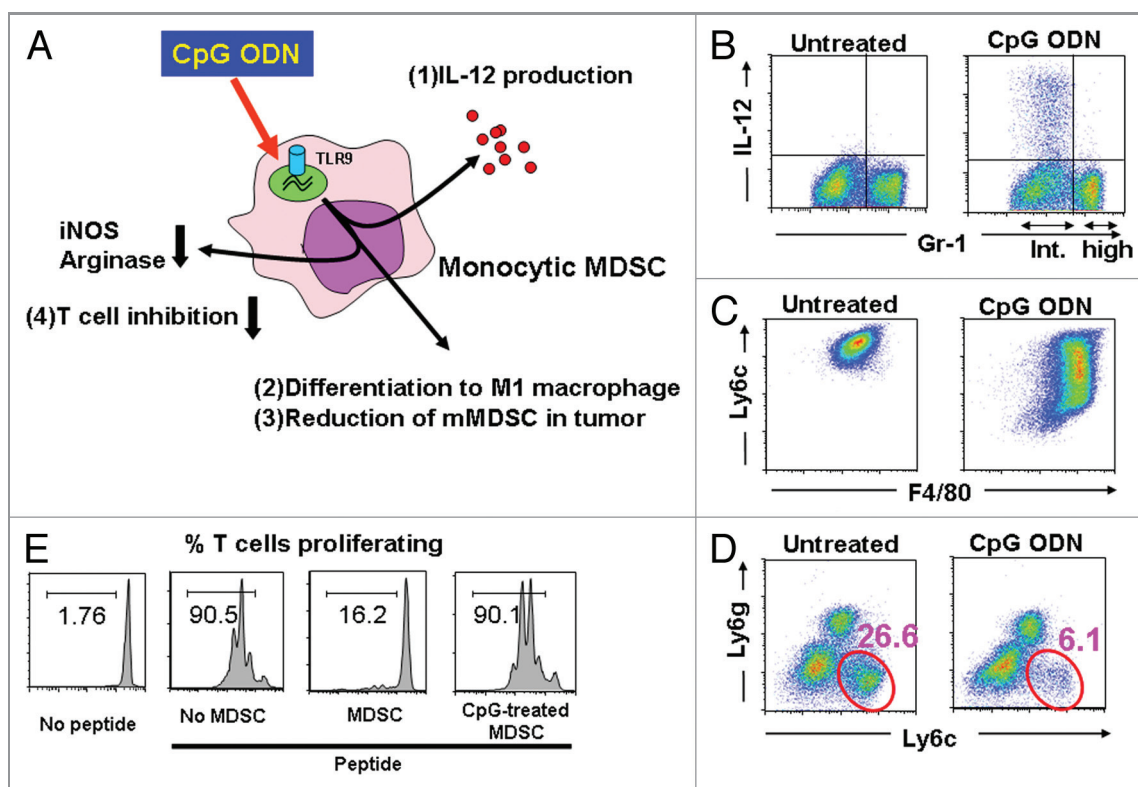 A
CpG ODN
(1)IL-12 production
TLR9
iNOS
Arginase
Monocytic MDSC
(4)T cell inhibition
(2)Differentiation to M1 macrophage
(3)Reduction of mMDSC in tumor
B
Untreated
CpG ODN
IL-12
Gr-1
Int.
high
C
Untreated
CpG ODN
Ly6c
F4/80
E
% T cells proliferating
1.76
90.5
16.2
90.1
No peptide
No MDSC
MDSC
CpG-treated
MDSC
Peptide
D
Untreated
CpG ODN
Ly6g
26.6
6.1
Ly6c